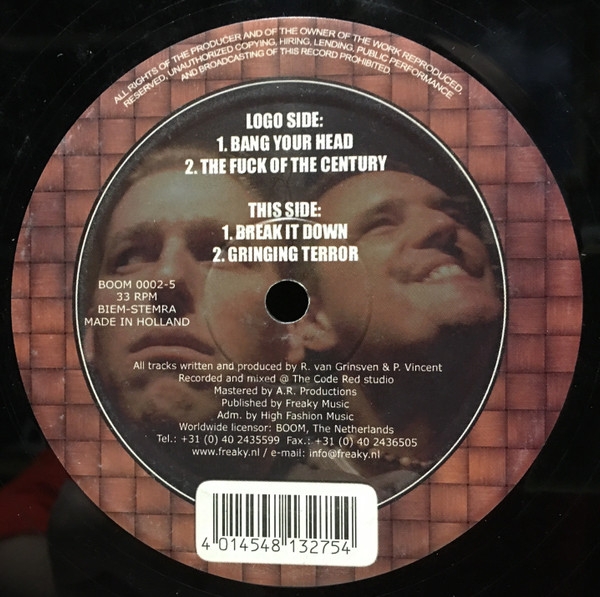 ALL RIGHTS OF THE PRODUCER AND OF THE OWNER OF THE WORK REPRODUCED,
RESERVED, UNAUTHORIZED COPYING, HIRING, LENDING, PUBLIC PERFORMANCE
AND BROADCASTING OF THIS RECORD PROHIBITED
LOGO SIDE:
1. BANG YOUR HEAD
2. THE FUCK OF THE CENTURY
THIS SIDE:
1. BREAK IT DOWN
2. GRINGING TERROR
BOOM 0002-5
33 RPM
BIEM-STEMRA
MADE IN HOLLAND
All tracks written and produced by R. van Grinsven & P. Vincent
Recorded and mixed @ The Code Red studio
Mastered by A.R. Productions
Published by Freaky Music
Adm. by High Fashion Music
Worldwide licensor: BOOM, The Netherlands
Tel.: +31 (0) 40 2435599 Fax.: +31 (0) 40 2436505
www.freaky.nl / e-mail: info@freaky.nl
4 014548 132754